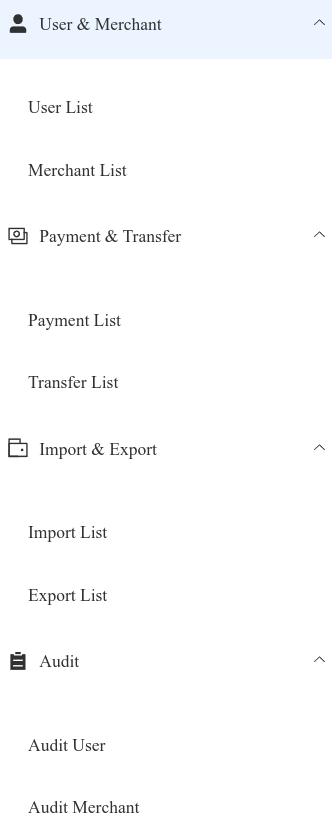 User & Merchant
User List
Merchant List
Payment & Transfer
Payment List
Transfer List
Import & Export
Import List
Export List
Audit
Audit User
Audit Merchant